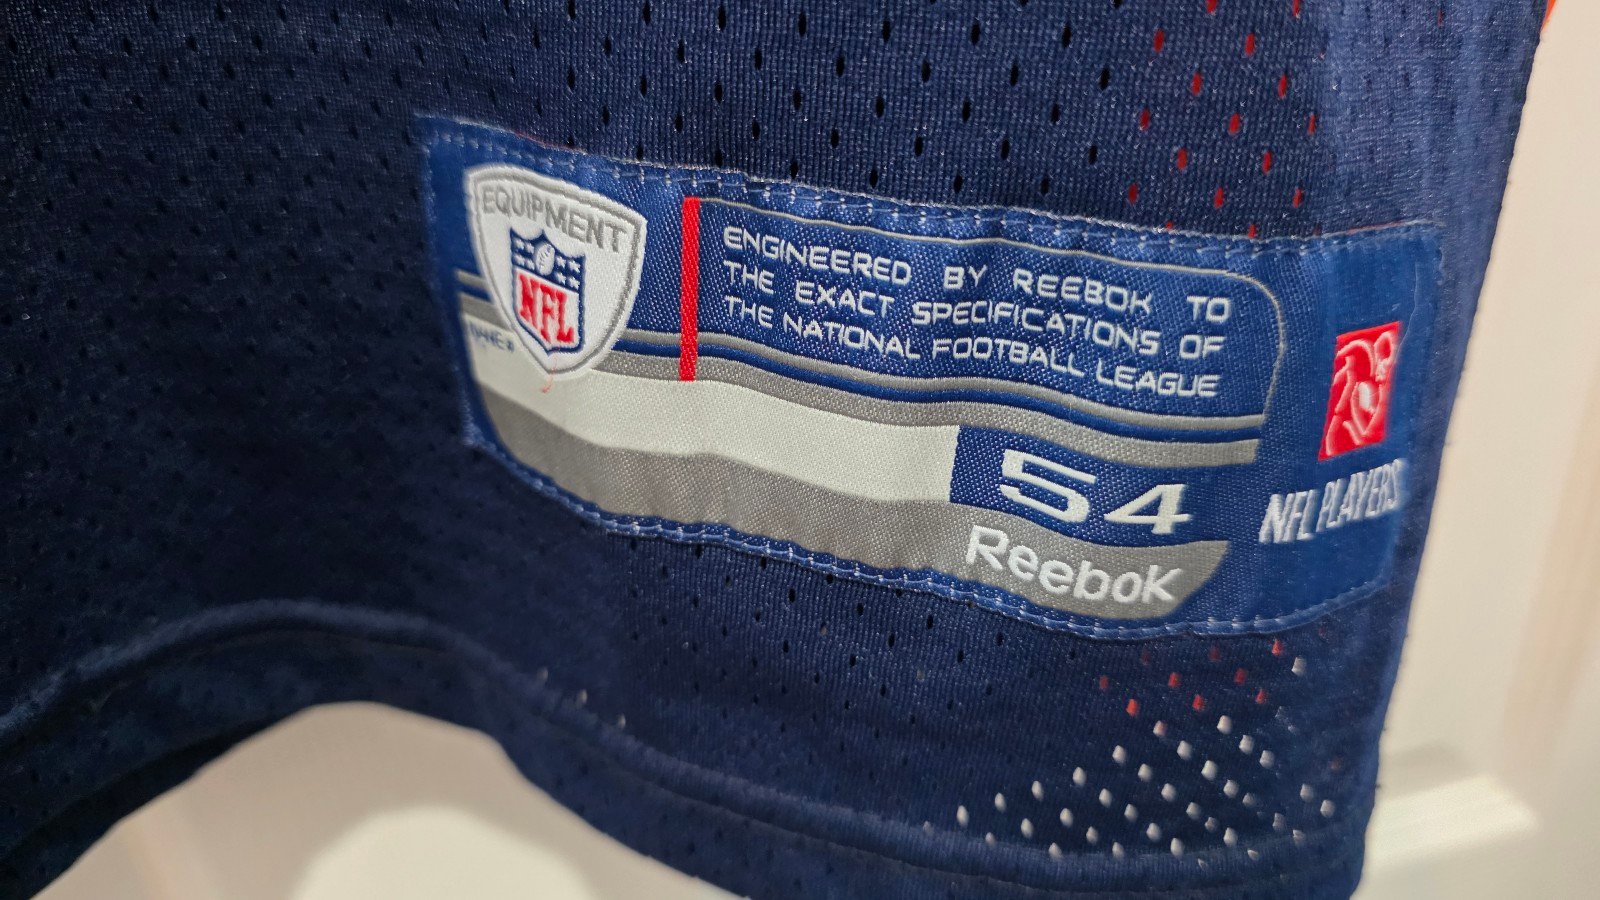 EQUIPMENT
NFL
ENGINEERED BY REEBOK TO
THE EXACT SPECIFICATIONS OF
THE NATIONAL FOOTBALL LEAGUE
54
Reebok
NFL PLAYERS